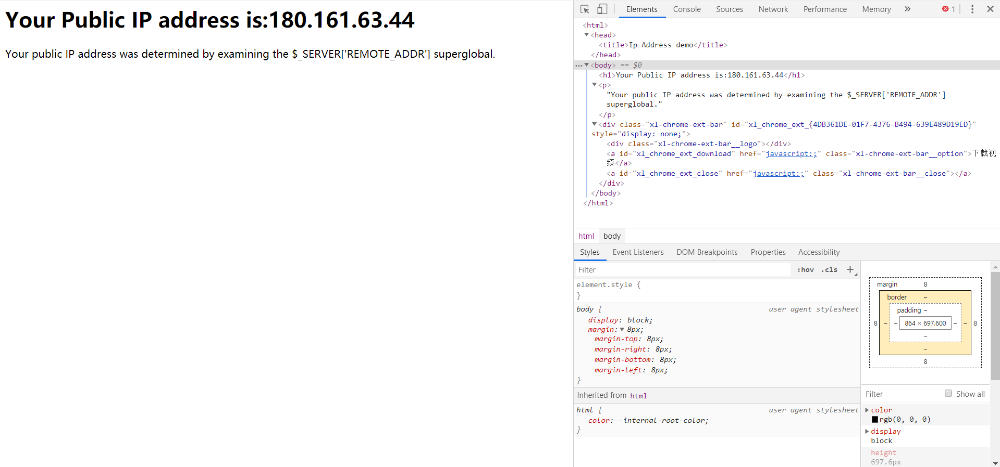 Your Public IP address is:180.161.63.44
Your public IP address was determined by examining the $_SERVER['REMOTE_ADDR'] superglobal.
Elements Console Sources Network Performance Memory » 1
<html>
<head>
<title>Ip Address demo</title>
</head>
<body> == $0
<h1>Your Public IP address is:180.161.63.44</h1>
<p>
"Your public IP address was determined by examining the $_SERVER['REMOTE_ADDR']
superglobal."
</p>
<div class="xl-chrome-ext-bar" id="xl_chrome_ext_{4DB361DE-01F7-4376-B494-639E489D19ED}"
style="display: none;">
<div class="xl-chrome-ext-bar__logo"></div>
<a id="xl_chrome_ext_download" href="javascript:;" class="xl-chrome-ext-bar__option">下载视
频</a>
<a id="xl_chrome_ext_close" href="javascript:;" class="xl-chrome-ext-bar__close"></a>
</div>
</body>
</html>
html body
Styles Event Listeners DOM Breakpoints Properties Accessibility
Filter :hov .cls +
element.style {
}
body { user agent stylesheet
display: block;
margin: 8px;
margin-top: 8px;
margin-right: 8px;
margin-bottom: 8px;
margin-left: 8px;
}
Inherited from html
html { user agent stylesheet
color: -internal-root-color;
}
margin 8
border –
padding –
8 – – 864 × 697.600 – – 8
–
–
8
Filter Show all
color
rgb(0, 0, 0)
display
block
height
697.6px